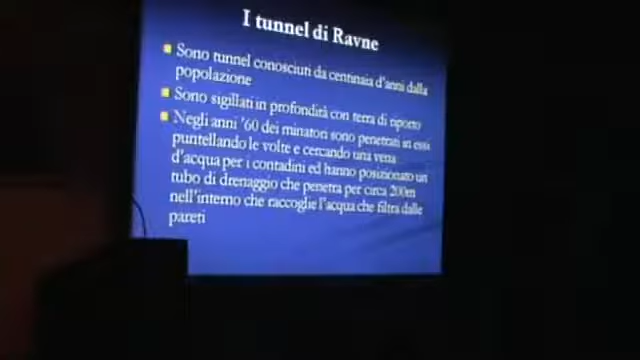 I tunnel di Ravne
Sono tunnel conosciuti da centinaia d'anni dalla
popolazione
Sono sigillati in profondità con terra di riporto
Negli anni '60 dei minatori sono penetrati in essi
puntellando le volte e cercando una vena
d'acqua per i contadini ed hanno posizionato un
tubo di drenaggio che penetra per circa 200m
nell'interno che raccoglie l'acqua che filtra dalle
pareti